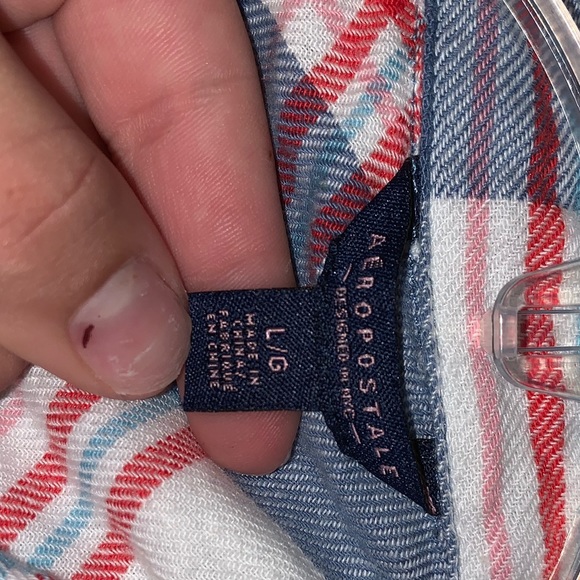 AEROPOSTALE
DESIGNED IN NYC
L/G
MADE IN
CHINA/
FABRIQUÉ
EN CHINE